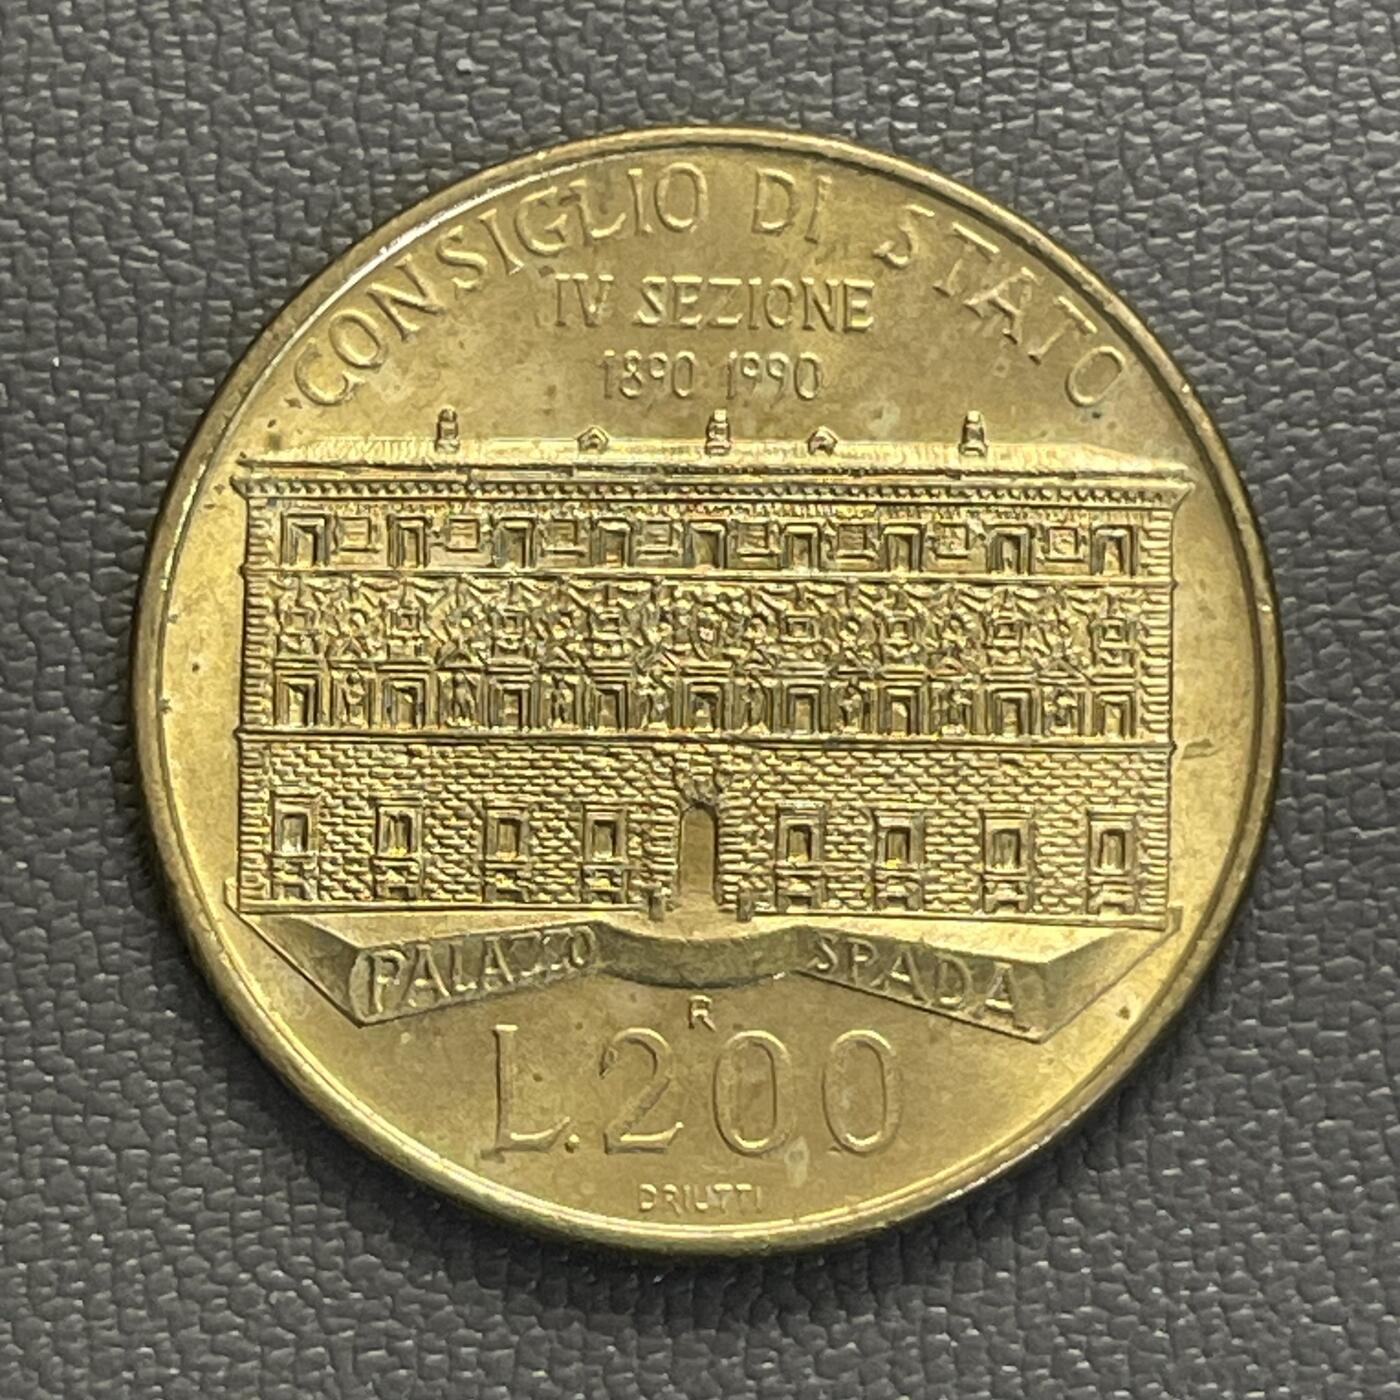 CONSIGLIO DI STATO
IV SEZIONE
1890 1990
PALAZZO SPADA
R
L.200
DRIUTTI